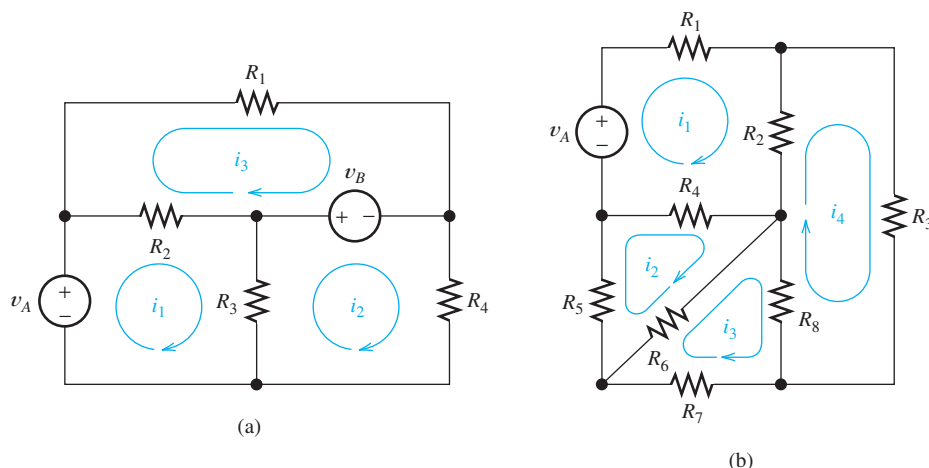 R1
i3
vB
+ −
R2
vA
+
−
i1
R3
i2
R4
(a)
R1
vA
+
−
i1
R2
R4
i4
R3
i2
R5
R6
i3
R8
R7
(b)